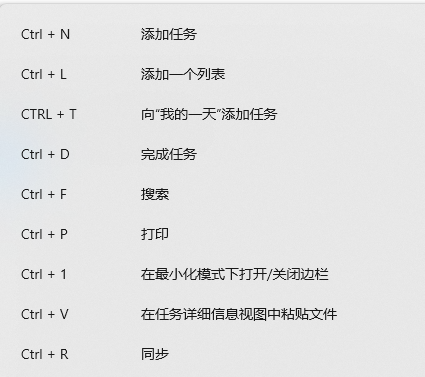 Ctrl + N 添加任务
Ctrl + L 添加一个列表
CTRL + T 向“我的一天”添加任务
Ctrl + D 完成任务
Ctrl + F 搜索
Ctrl + P 打印
Ctrl + 1 在最小化模式下打开/关闭边栏
Ctrl + V 在任务详细信息视图中粘贴文件
Ctrl + R 同步